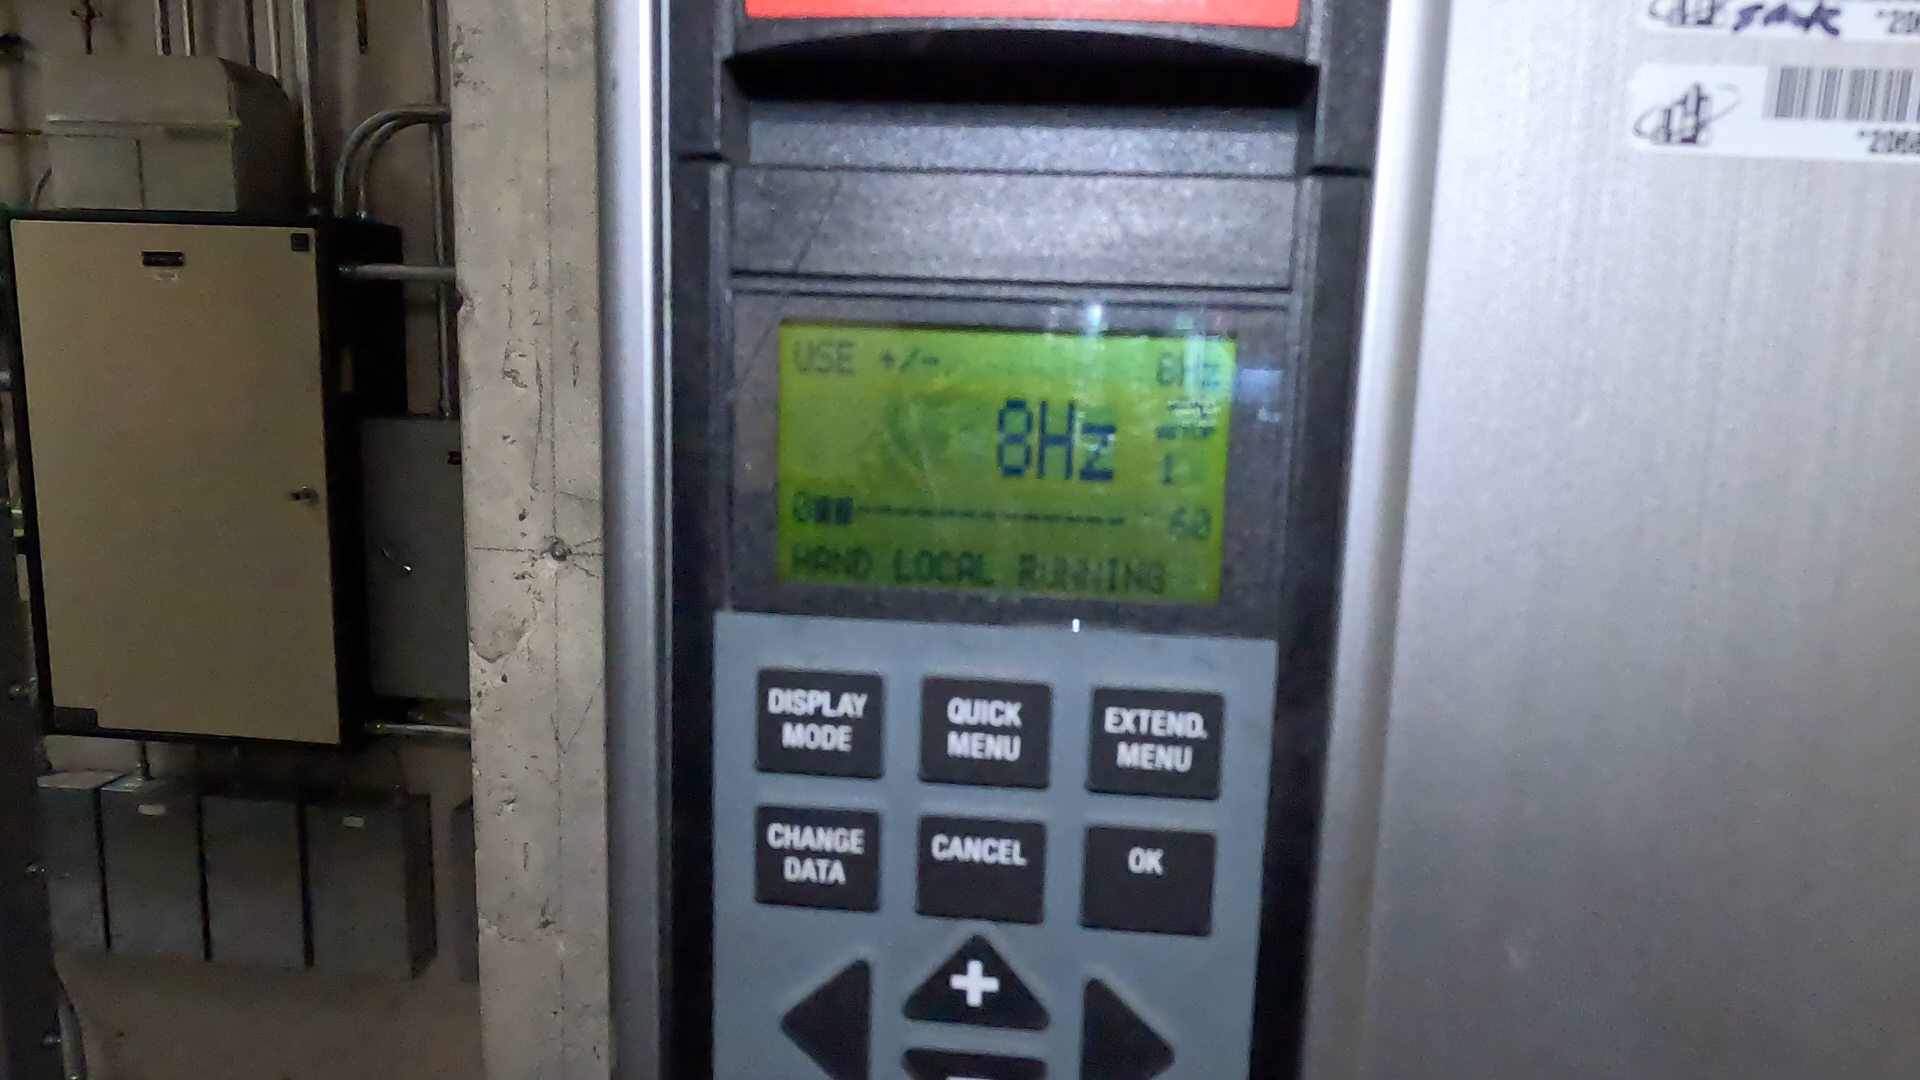 USE +/- 8Hz
8Hz
SETUP
1
0 60
HAND LOCAL RUNNING
DISPLAY
MODE
QUICK
MENU
EXTEND.
MENU
CHANGE
DATA
CANCEL
OK
+